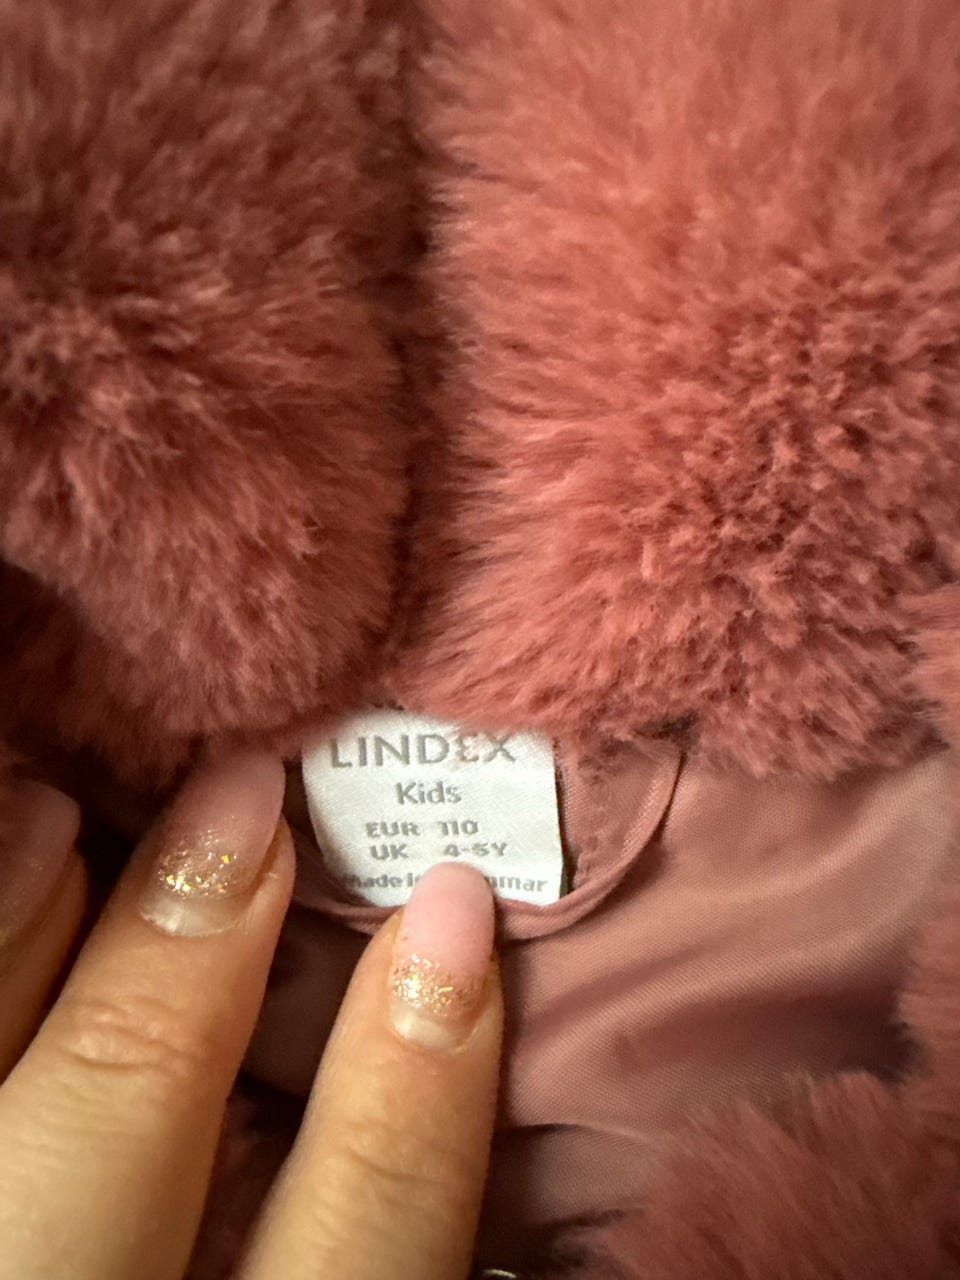 LINDEX
Kids
EUR 110
UK 4-5Y
Made